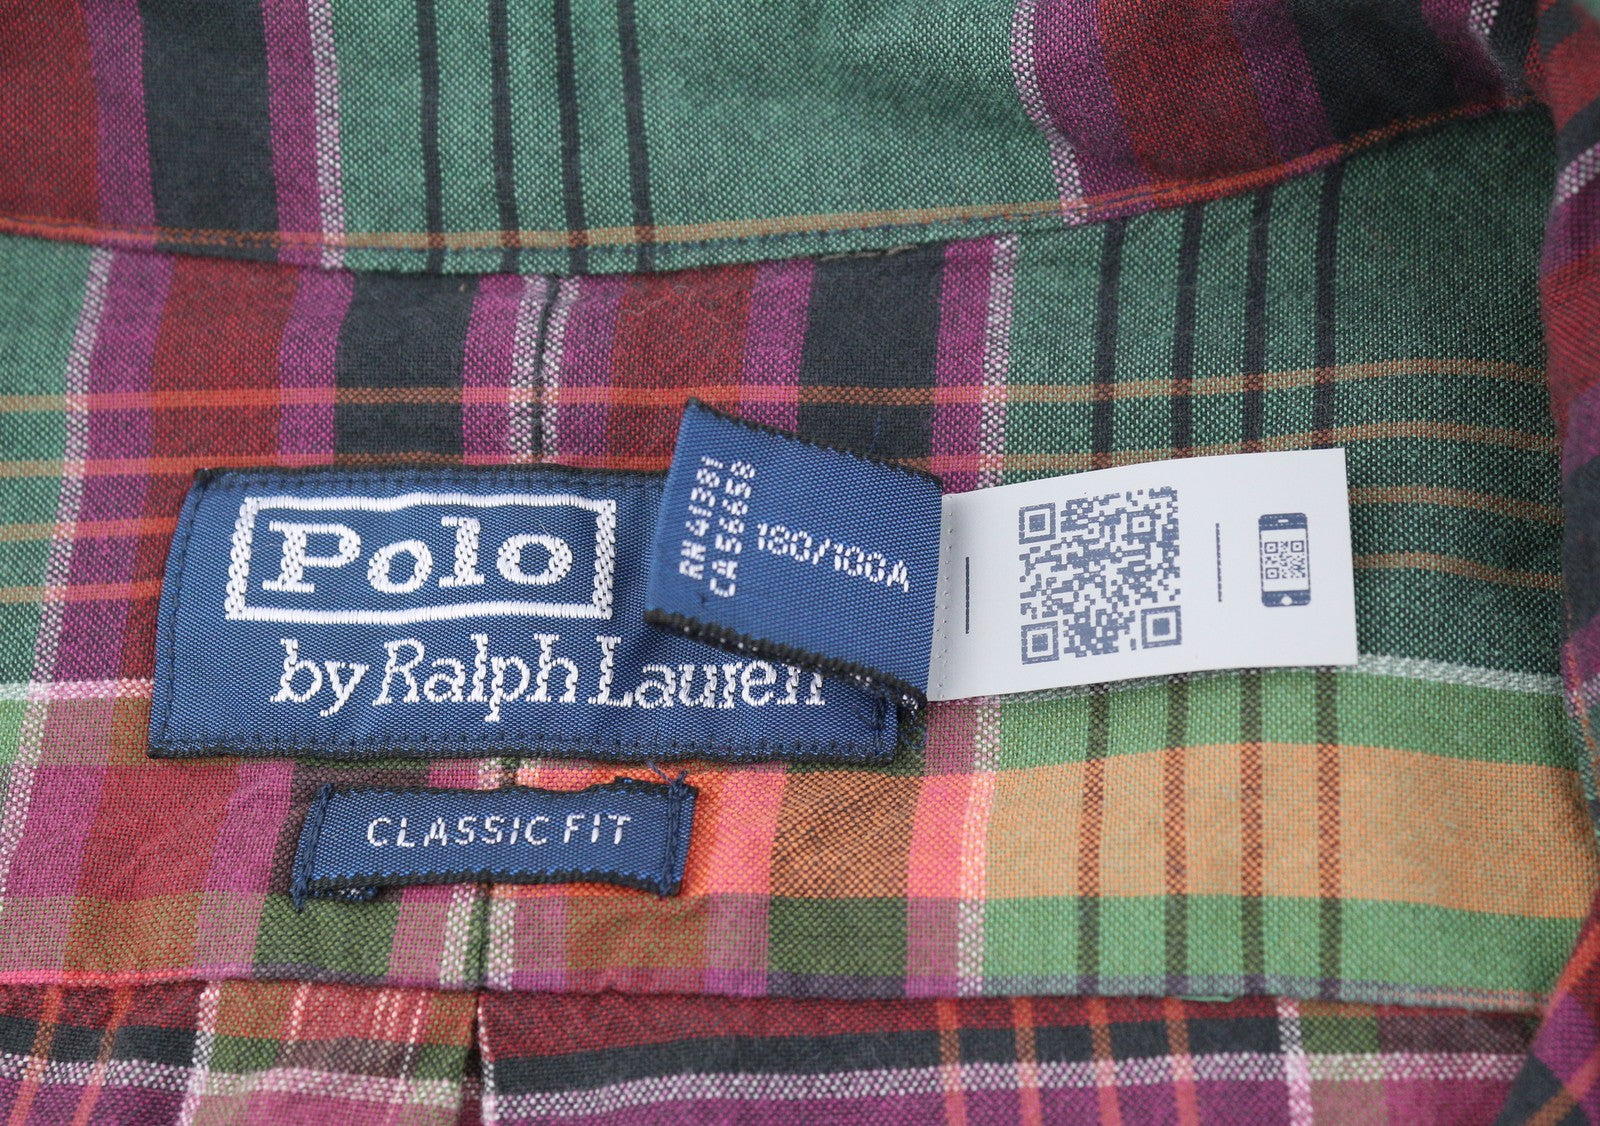 Polo
by Ralph Lauren
RN 41381
CA 56658
180/100A
CLASSIC FIT